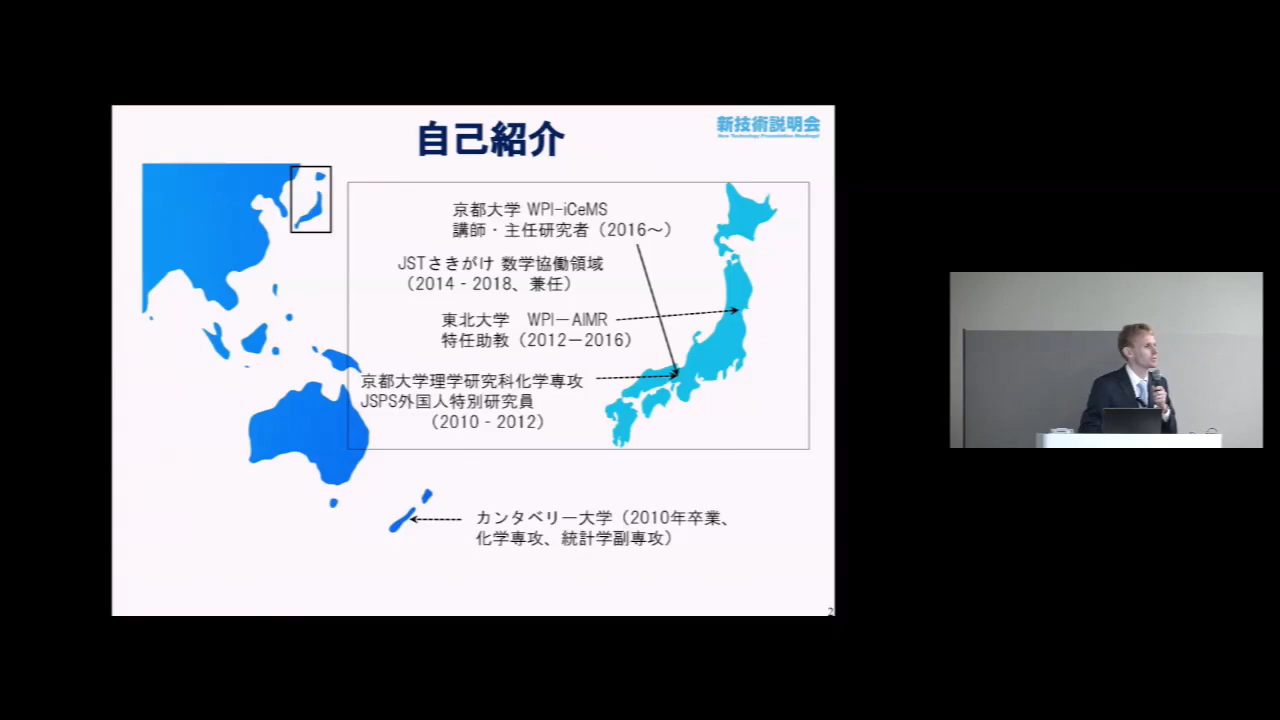 自己紹介
新技術説明会
New Technology Presentation Meetings!
京都大学 WPI-iCeMS
講師・主任研究者（2016～）
JSTさきがけ 数学協働領域
（2014‐2018、兼任）
東北大学　WPI－AIMR
特任助教（2012－2016）
京都大学理学研究科化学専攻
JSPS外国人特別研究員
（2010‐2012）
カンタベリー大学（2010年卒業、
化学専攻、統計学副専攻）
2